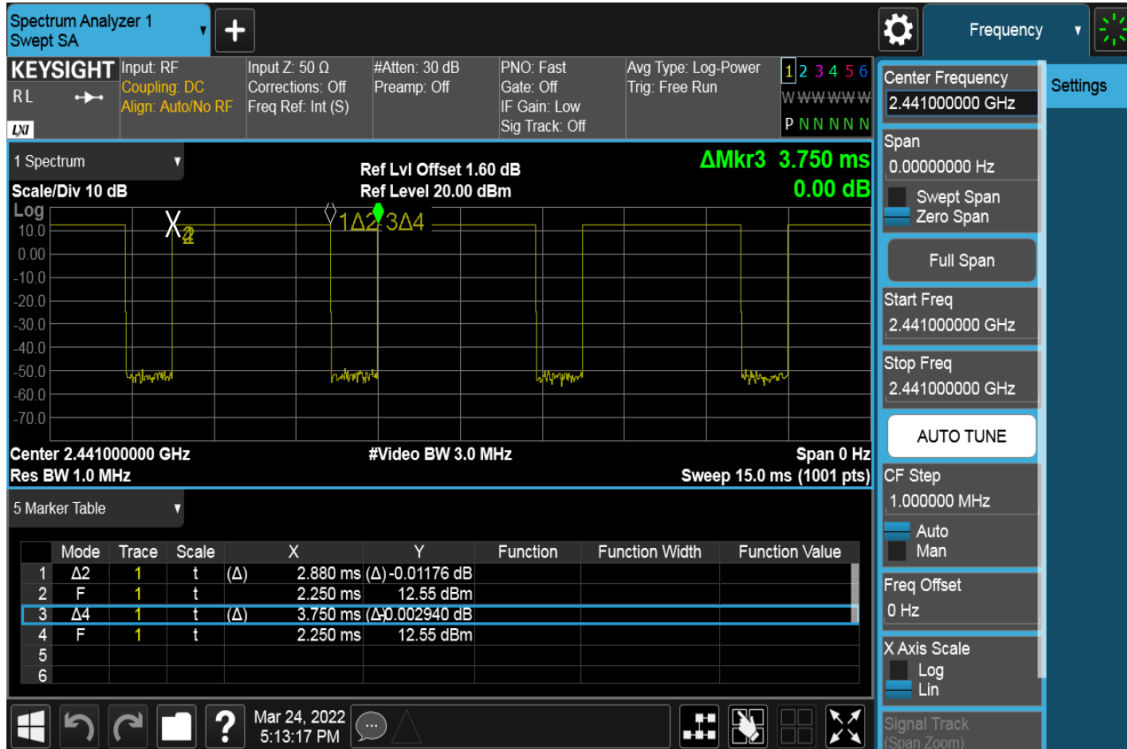 Spectrum Analyzer 1
Swept SA
Frequency
KEYSIGHT
RL
LXI
Input: RF
Coupling: DC
Align: Auto/No RF
Input Z: 50 Ω
Corrections: Off
Freq Ref: Int (S)
#Atten: 30 dB
Preamp: Off
PNO: Fast
Gate: Off
IF Gain: Low
Sig Track: Off
Avg Type: Log-Power
Trig: Free Run
1 2 3 4 5 6
W W W W W W
P N N N N N
Center Frequency
2.441000000 GHz
Settings
Span
0.00000000 Hz
Swept Span
Zero Span
Full Span
Start Freq
2.441000000 GHz
Stop Freq
2.441000000 GHz
AUTO TUNE
CF Step
1.000000 MHz
Auto
Man
Freq Offset
0 Hz
X Axis Scale
Log
Lin
Signal Track
(Span Zoom)
1 Spectrum
Scale/Div 10 dB
Ref Lvl Offset 1.60 dB
Ref Level 20.00 dBm
ΔMkr3 3.750 ms
0.00 dB
Log
10.0
0.00
-10.0
-20.0
-30.0
-40.0
-50.0
-60.0
-70.0
1Δ2 3Δ4
Center 2.441000000 GHz
#Video BW 3.0 MHz
Span 0 Hz
Res BW 1.0 MHz
Sweep 15.0 ms (1001 pts)
5 Marker Table
Mode Trace Scale X Y Function Function Width Function Value
1 Δ2 1 t (Δ) 2.880 ms (Δ) -0.01176 dB
2 F 1 t 2.250 ms 12.55 dBm
3 Δ4 1 t (Δ) 3.750 ms (Δ) -0.002940 dB
4 F 1 t 2.250 ms 12.55 dBm
5
6
?
Mar 24, 2022
5:13:17 PM